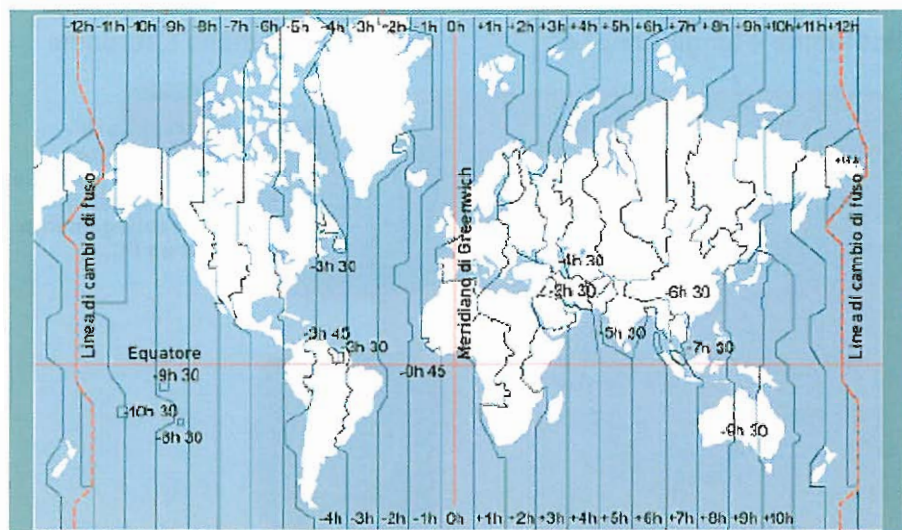 -12h -11h -10h -9h -8h -7h -6h -5h -4h -3h -2h -1h 0h +1h +2h +3h +4h +5h +6h +7h +8h +9h +10h +11h +12h
Linea di cambio di fuso
Meridiano di Greenwich
Linea di cambio di fuso
-3h 30
-4h 30
-3h 30
-6h 30
-3h 45
-3h 30
-5h 30
-7h 30
Equatore
-0h 45
-9h 30
-10h 30
-8h 30
-9h 30
-4h -3h -2h -1h 0h +1h +2h +3h +4h +5h +6h +7h +8h +9h +10h